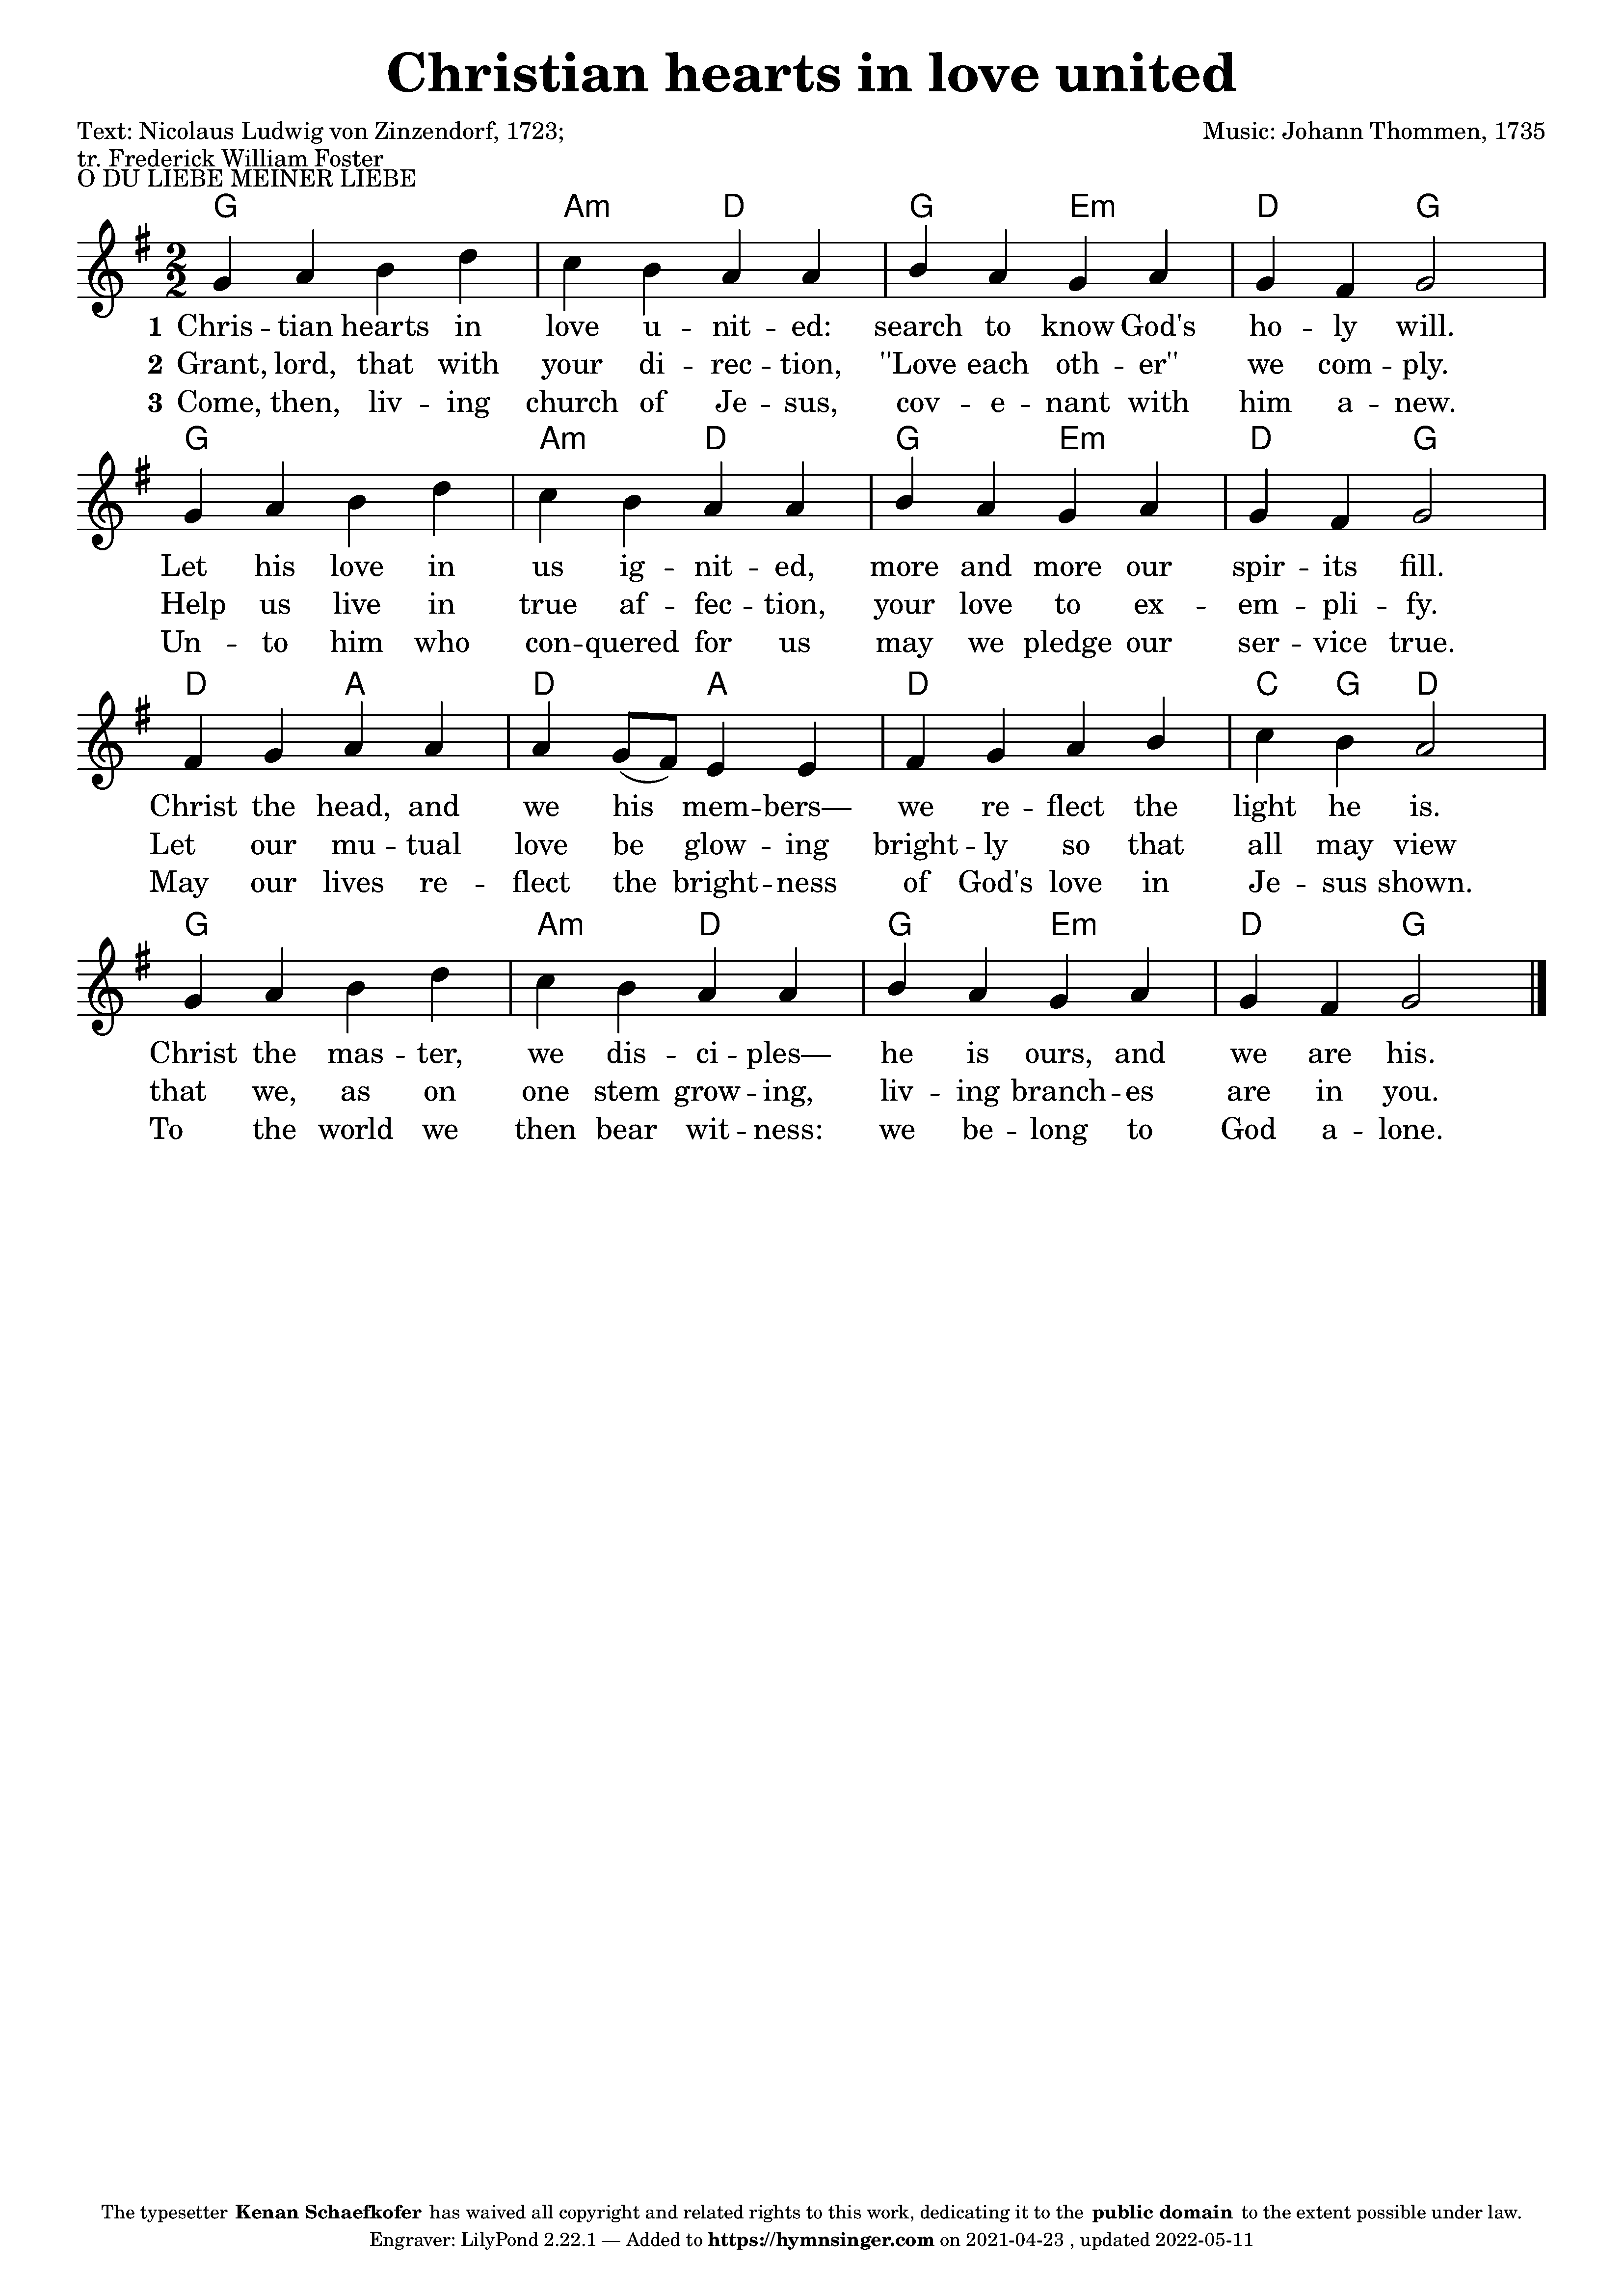 Christian hearts in love united
Text: Nicolaus Ludwig von Zinzendorf, 1723;
Music: Johann Thommen, 1735
tr. Frederick William Foster
O DU LIEBE MEINER LIEBE
G Am D G Em D G
2
2
1 Chris -- tian hearts in love u -- nit -- ed: search to know God's ho -- ly will.
2 Grant, lord, that with your di -- rec -- tion, "Love each oth -- er" we com -- ply.
3 Come, then, liv -- ing church of Je -- sus, cov -- e -- nant with him a -- new.
G Am D G Em D G
Let his love in us ig -- nit -- ed, more and more our spir -- its fill.
Help us live in true af -- fec -- tion, your love to ex -- em -- pli -- fy.
Un -- to him who con -- quered for us may we pledge our ser -- vice true.
D A D A D C G D
Christ the head, and we his mem -- bers— we re -- flect the light he is.
Let our mu -- tual love be glow -- ing bright -- ly so that all may view
May our lives re -- flect the bright -- ness of God's love in Je -- sus shown.
G Am D G Em D G
Christ the mas -- ter, we dis -- ci -- ples— he is ours, and we are his.
that we, as on one stem grow -- ing, liv -- ing branch -- es are in you.
To the world we then bear wit -- ness: we be -- long to God a -- lone.
The typesetter Kenan Schaefkofer has waived all copyright and related rights to this work, dedicating it to the public domain to the extent possible under law.
Engraver: LilyPond 2.22.1 — Added to https://hymnsinger.com on 2021-04-23 , updated 2022-05-11